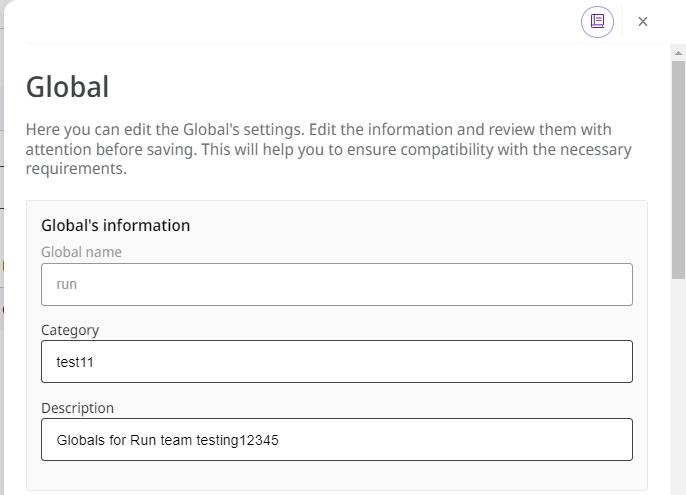 Global
Here you can edit the Global's settings. Edit the information and review them with
attention before saving. This will help you to ensure compatibility with the necessary
requirements.
Global's information
Global name
run
Category
test11
Description
Globals for Run team testing12345